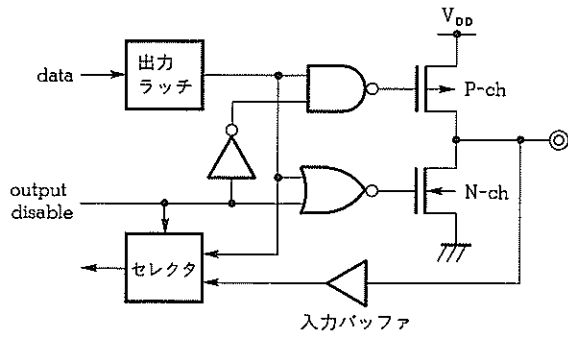 V_DD
data
出力
ラッチ
P-ch
output
disable
N-ch
セレクタ
入力バッファ